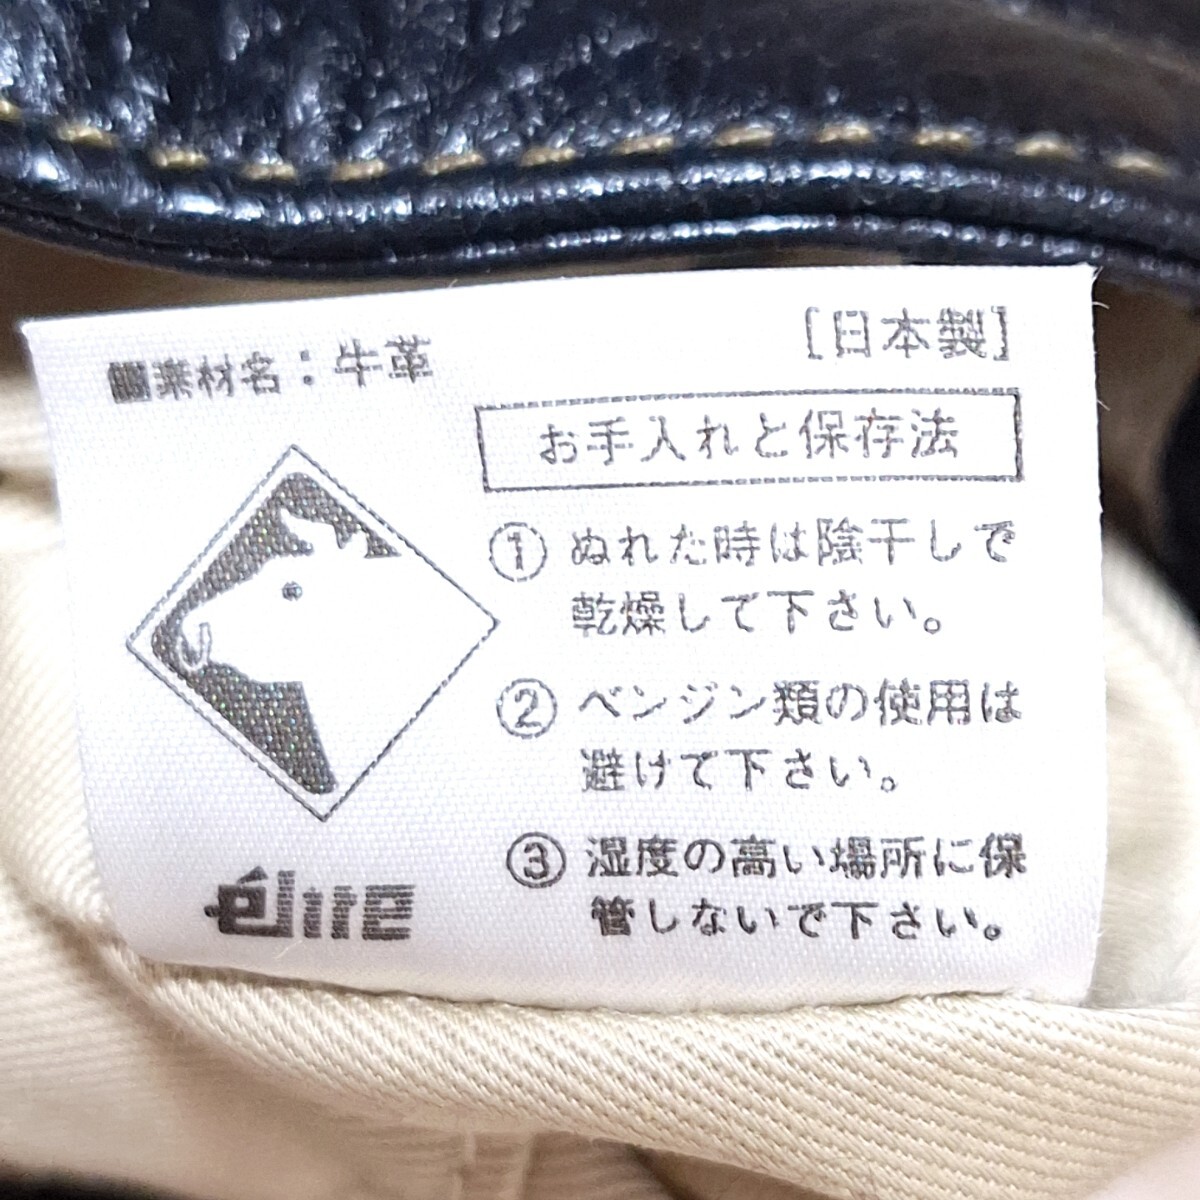 ■素材名：牛革
[日本製]
お手入れと保存法
① ぬれた時は陰干しで
乾燥して下さい。
② ベンジン類の使用は
避けて下さい。
③ 湿度の高い場所に保
管しないで下さい。
élite